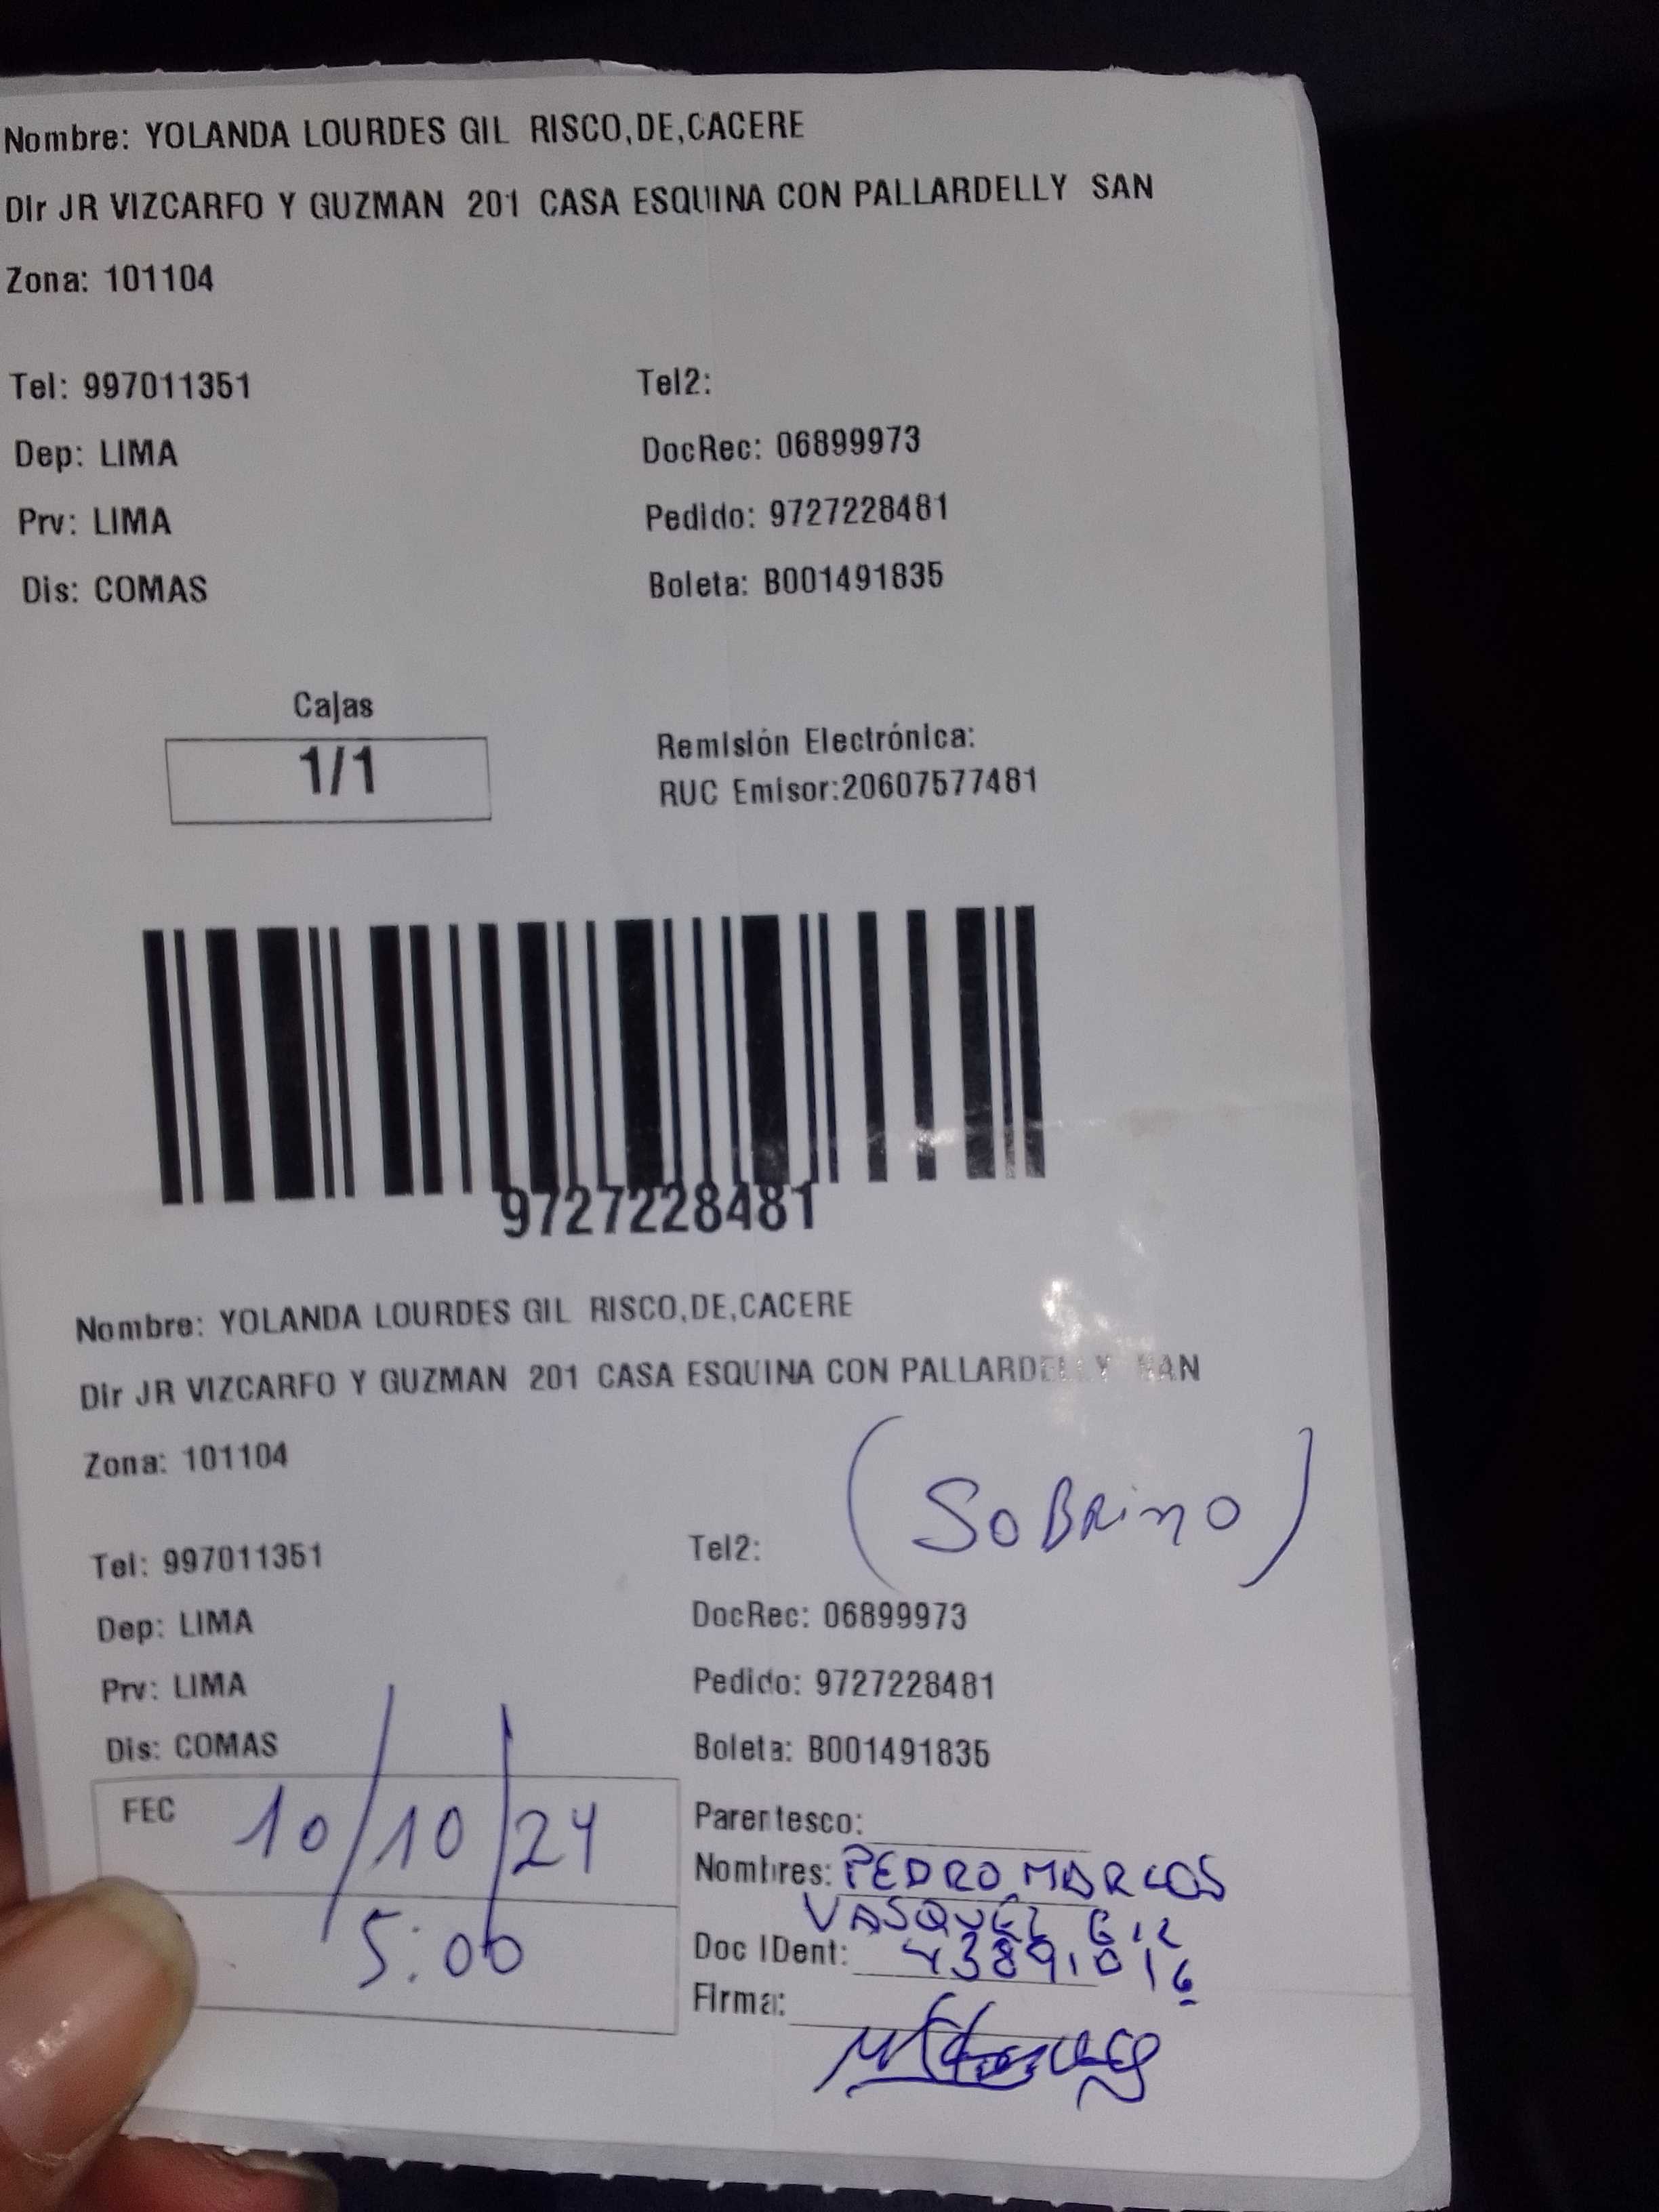 Nombre: YOLANDA LOURDES GIL RISCO,DE,CACERE
Dir JR VIZCARFO Y GUZMAN 201 CASA ESQUINA CON PALLARDELLY SAN
Zona: 101104
Tel: 997011351 Tel2:
Dep: LIMA DocRec: 06899973
Prv: LIMA Pedido: 9727228481
Dis: COMAS Boleta: B001491835
Cajas
1/1
Remisión Electrónica:
RUC Emisor:20607577481
9727228481
Nombre: YOLANDA LOURDES GIL RISCO,DE,CACERE
Dir JR VIZCARFO Y GUZMAN 201 CASA ESQUINA CON PALLARDELLY SAN
Zona: 101104
(SOBRINO)
Tel: 997011351 Tel2:
Dep: LIMA DocRec: 06899973
Prv: LIMA Pedido: 9727228481
Dis: COMAS Boleta: B001491835
FEC 10/10/24
5:00
Parentesco:
Nombres: PEDRO MARCOS
VASQUEZ GIL
Doc IDent: 43891016
Firma: